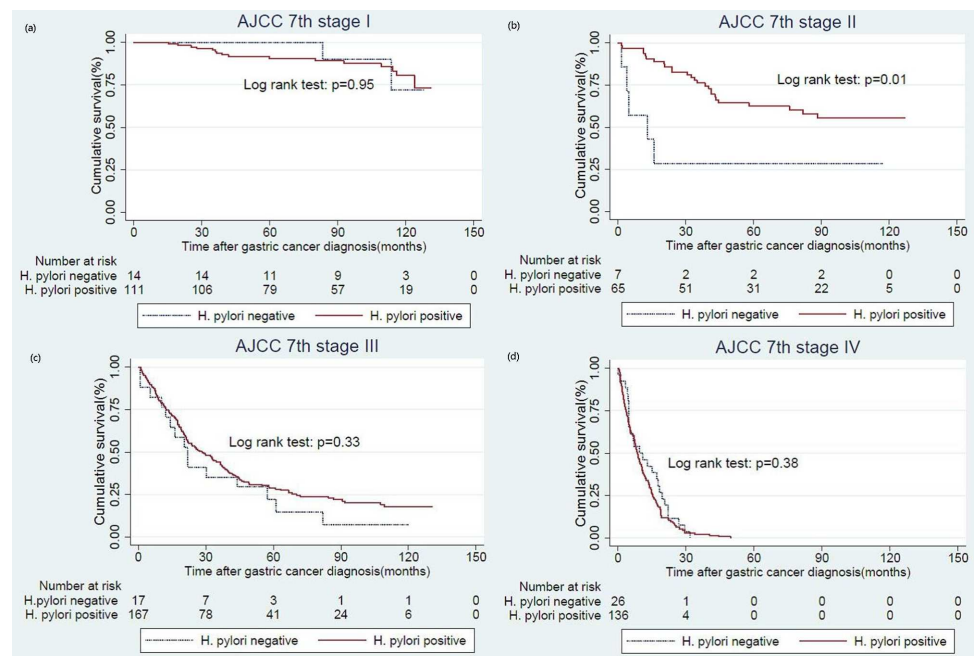 (a)
AJCC 7th stage I
Cumulative survival(%)
0.00 0.25 0.50 0.75 1.00
Log rank test: p=0.95
0 30 60 90 120 150
Time after gastric cancer diagnosis(months)
Number at risk
H. pylori negative 14 14 11 9 3 0
H. pylori positive 111 106 79 57 19 0
H. pylori negative H. pylori positive
(b)
AJCC 7th stage II
Cumulative survival(%)
0.00 0.25 0.50 0.75 1.00
Log rank test: p=0.01
0 30 60 90 120 150
Time after gastric cancer diagnosis(months)
Number at risk
H. pylori negative 7 2 2 2 0 0
H. pylori positive 65 51 31 22 5 0
H. pylori negative H. pylori positive
(c)
AJCC 7th stage III
Cumulative survival(%)
0.00 0.25 0.50 0.75 1.00
Log rank test: p=0.33
0 30 60 90 120 150
Time after gastric cancer diagnosis(months)
Number at risk
H.pylori negative 17 7 3 1 1 0
H. pylori positive 167 78 41 24 6 0
H. pylori negative H. pylori positive
(d)
AJCC 7th stage IV
Cumulative survival(%)
0.00 0.25 0.50 0.75 1.00
Log rank test: p=0.38
0 30 60 90 120 150
Time after gastric cancer diagnosis(months)
Number at risk
H.pylori negative 26 1 0 0 0 0
H. pylori positive 136 4 0 0 0 0
H. pylori negative H. pylori positive